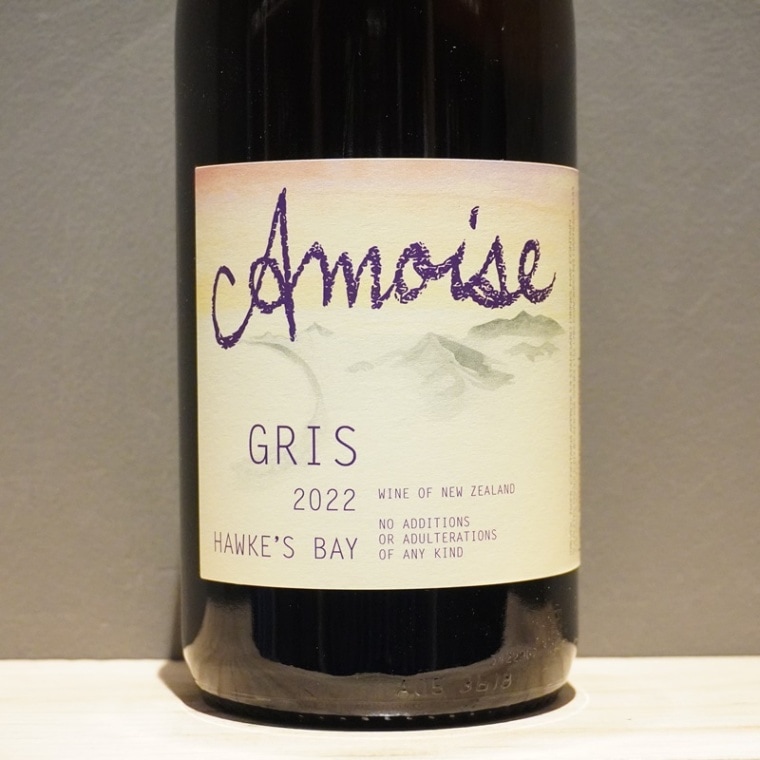 Amoise
GRIS
2022
WINE OF NEW ZEALAND
NO ADDITIONS
OR ADULTERATIONS
HAWKE'S BAY
OF ANY KIND